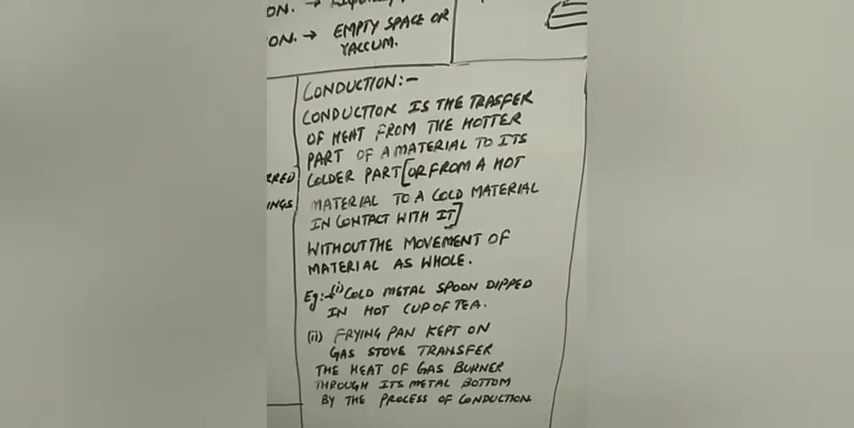 ON. →
ON. → EMPTY SPACE OR
VACCUM.
CONDUCTION:-
CONDUCTION IS THE TRASFER
OF HEAT FROM THE HOTTER
PART OF A MATERIAL TO ITS
COLDER PART [OR FROM A HOT
MATERIAL TO A COLD MATERIAL
IN CONTACT WITH IT]
WITHOUT THE MOVEMENT OF
MATERIAL AS WHOLE.
Eg:-(i) COLD METAL SPOON DIPPED
IN HOT CUP OF TEA.
(ii) FRYING PAN KEPT ON
GAS STOVE TRANSFER
THE HEAT OF GAS BURNER
THROUGH ITS METAL BOTTOM
BY THE PROCESS OF CONDUCTION.
RRED
INGS